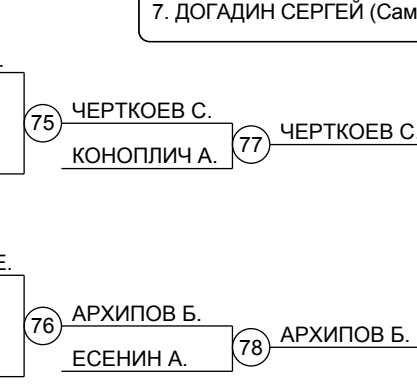 7. ДОГАДИН СЕРГЕЙ (Сам
75
ЧЕРТКОЕВ С.
КОНОПЛИЧ А.
77
ЧЕРТКОЕВ С.
Е.
76
АРХИПОВ Б.
ЕСЕНИН А.
78
АРХИПОВ Б.